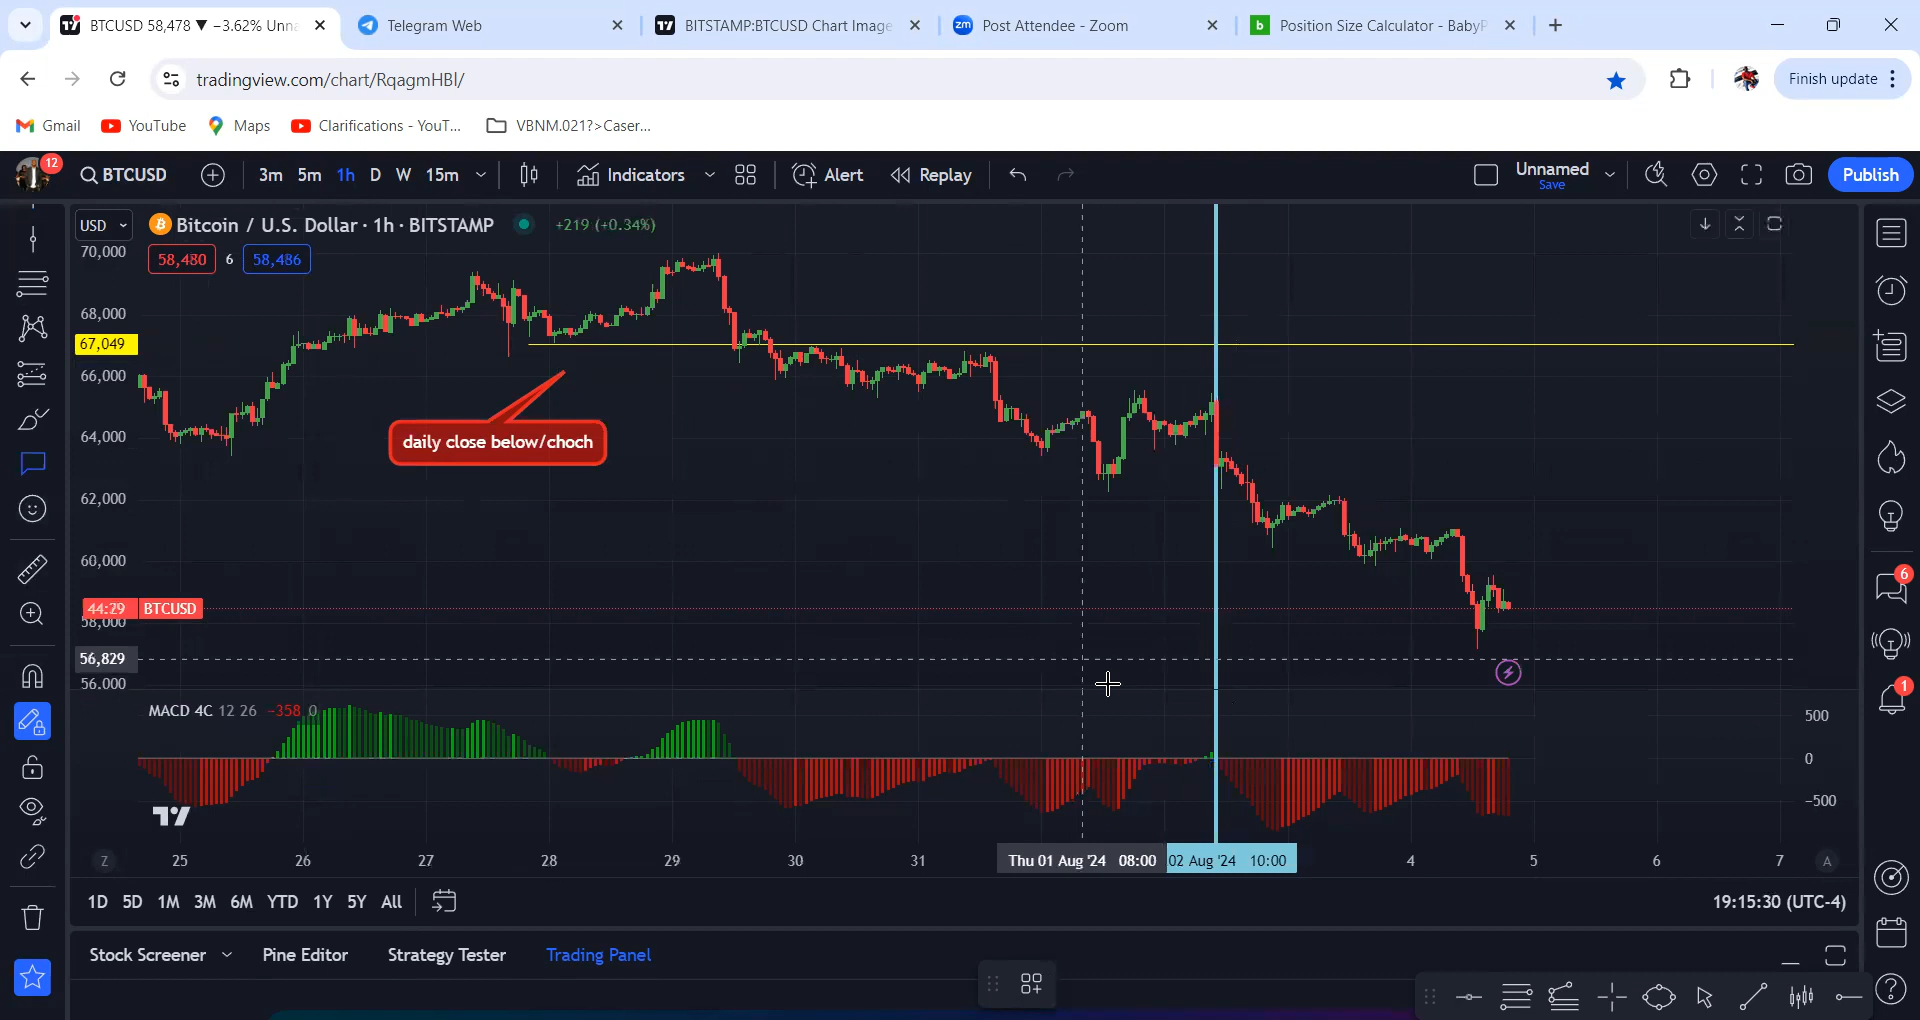 BTCUSD 58,478 ▼ −3.62% Unna
Telegram Web
BITSTAMP:BTCUSD Chart Image
zm Post Attendee - Zoom
b Position Size Calculator - BabyP
tradingview.com/chart/RqagmHBl/
Finish update
Gmail YouTube Maps Clarifications - YouT... VBNM.021?>Caser...
12
BTCUSD 3m 5m 1h D W 15m Indicators Alert Replay Unnamed Save Publish
USD Bitcoin / U.S. Dollar · 1h · BITSTAMP +219 (+0.34%)
58,480 6 58,486
70,000
68,000
67,049
66,000
64,000
daily close below/choch
62,000
60,000
44:29 BTCUSD
58,000
56,829
56.000
MACD 4C 12 26 −358 0
500
0
−500
6
1
Z 25 26 27 28 29 30 31 Thu 01 Aug '24 08:00 02 Aug '24 10:00 4 5 6 7 A
1D 5D 1M 3M 6M YTD 1Y 5Y All 19:15:30 (UTC-4)
Stock Screener Pine Editor Strategy Tester Trading Panel